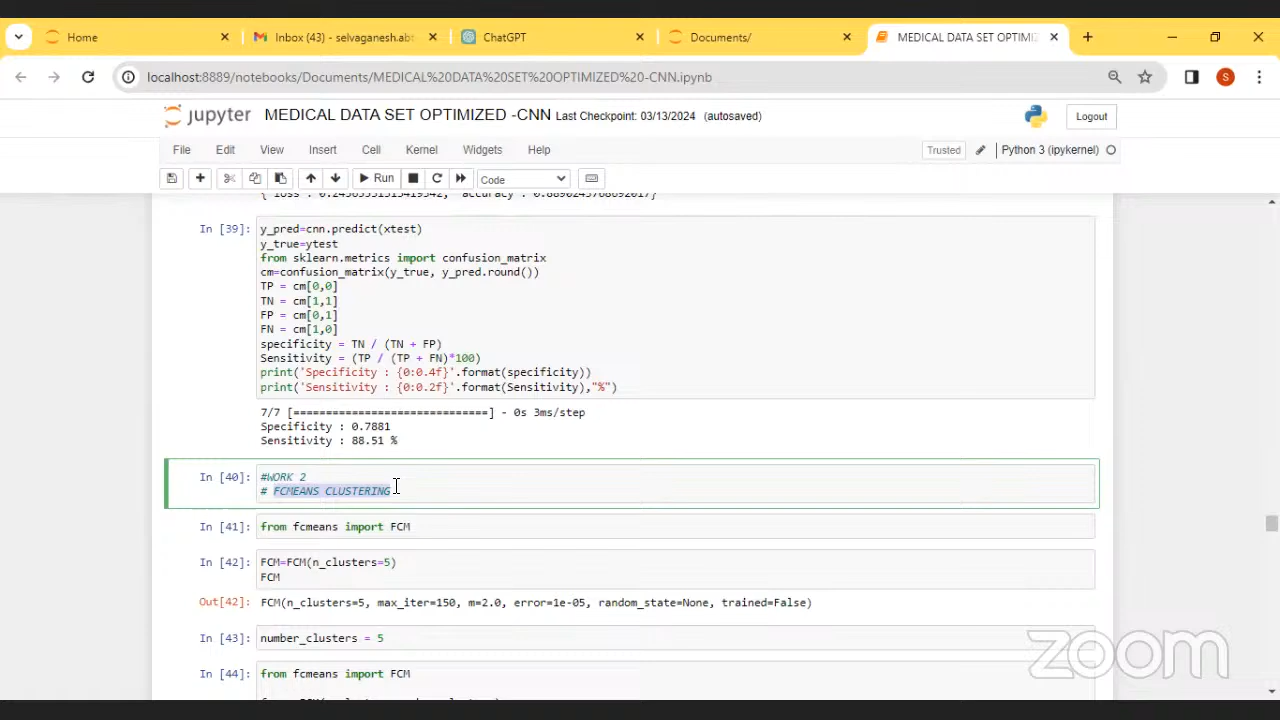 Home
Inbox (43) - selvaganesh.abt
ChatGPT
Documents/
MEDICAL DATA SET OPTIMIZ
localhost:8889/notebooks/Documents/MEDICAL%20DATA%20SET%20OPTIMIZED%20-CNN.ipynb
S
jupyter MEDICAL DATA SET OPTIMIZED -CNN Last Checkpoint: 03/13/2024 (autosaved)
Logout
File Edit View Insert Cell Kernel Widgets Help
Trusted
Python 3 (ipykernel)
Run
Code
In [39]: y_pred=cnn.predict(xtest)
y_true=ytest
from sklearn.metrics import confusion_matrix
cm=confusion_matrix(y_true, y_pred.round())
TP = cm[0,0]
TN = cm[1,1]
FP = cm[0,1]
FN = cm[1,0]
specificity = TN / (TN + FP)
Sensitivity = (TP / (TP + FN)*100)
print('Specificity : {0:0.4f}'.format(specificity))
print('Sensitivity : {0:0.2f}'.format(Sensitivity),"%")
7/7 [==============================] - 0s 3ms/step
Specificity : 0.7881
Sensitivity : 88.51 %
In [40]: #WORK 2
# FCMEANS CLUSTERING
In [41]: from fcmeans import FCM
In [42]: FCM=FCM(n_clusters=5)
FCM
Out[42]: FCM(n_clusters=5, max_iter=150, m=2.0, error=1e-05, random_state=None, trained=False)
In [43]: number_clusters = 5
In [44]: from fcmeans import FCM
zoom